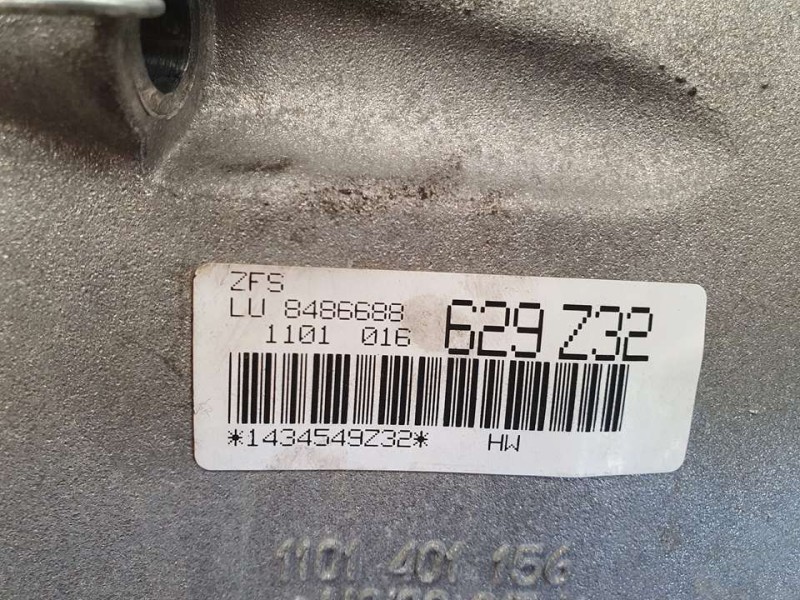 ZFS
LU 8486688 629 Z32
1101 016
*1434549Z32* HW
1101 401 156